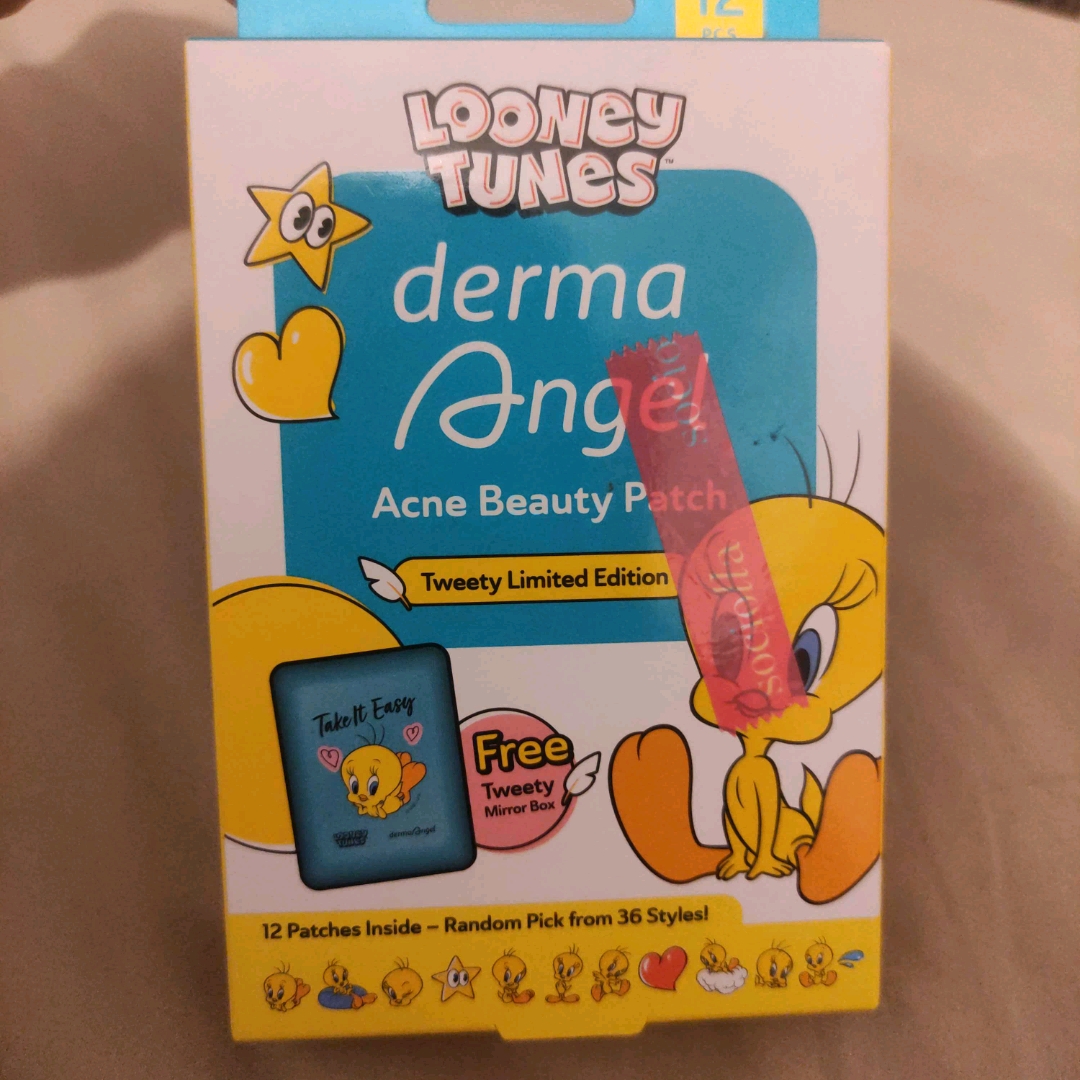 12
PCS
LOONEY
TUNES™
derma
Angel
Acne Beauty Patch
Tweety Limited Edition
sociolla
sociolla
Take It Easy
LOONEY
TUNES
dermaAngel
Free
Tweety
Mirror Box
12 Patches Inside – Random Pick from 36 Styles!